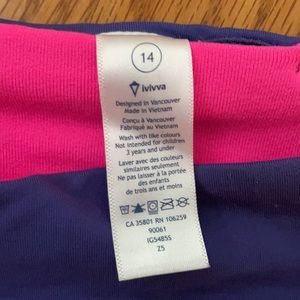 14
ivivva
Designed in Vancouver
Made in Vietnam
Conçu à Vancouver
Fabriqué au Vietnam
Wash with like colours
Not intended for children
3 years and under
Laver avec des couleurs
similaires seulement
Ne pas laisser à la portée
des enfants
de trois ans et moins
CA 35801 RN 106259
90061
IG5485S
Z5